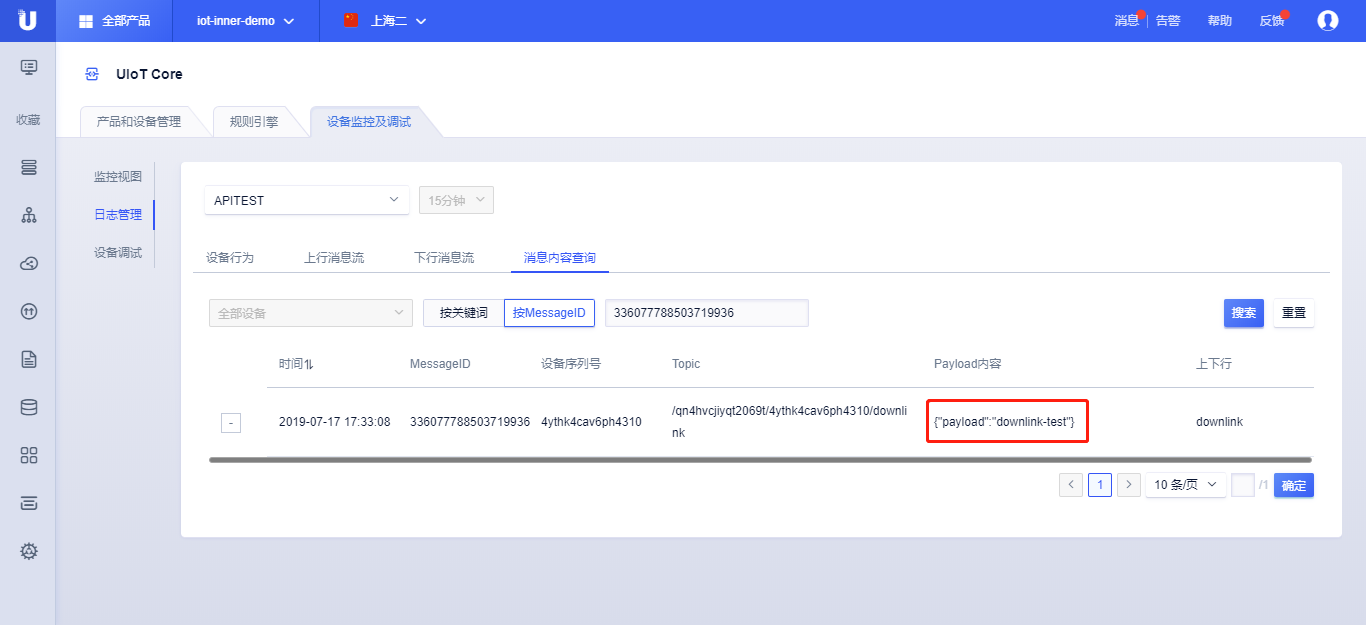 全部产品
iot-inner-demo
上海二
消息
告警
帮助
反馈
收藏
UIoT Core
产品和设备管理
规则引擎
设备监控及调试
监控视图
日志管理
设备调试
APITEST
15分钟
设备行为
上行消息流
下行消息流
消息内容查询
全部设备
按关键词
按MessageID
336077788503719936
搜索
重置
时间
MessageID
设备序列号
Topic
Payload内容
上下行
-
2019-07-17 17:33:08
336077788503719936
4ythk4cav6ph4310
/qn4hvcjiyqt2069t/4ythk4cav6ph4310/downli
nk
{"payload":"downlink-test"}
downlink
1
10 条/页
/1
确定